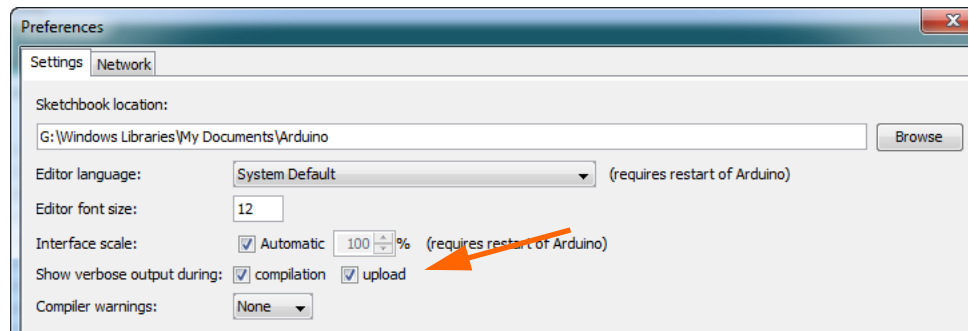 Preferences
Settings Network
Sketchbook location:
G:\Windows Libraries\My Documents\Arduino Browse
Editor language: System Default (requires restart of Arduino)
Editor font size: 12
Interface scale: Automatic 100 % (requires restart of Arduino)
Show verbose output during: compilation upload
Compiler warnings: None